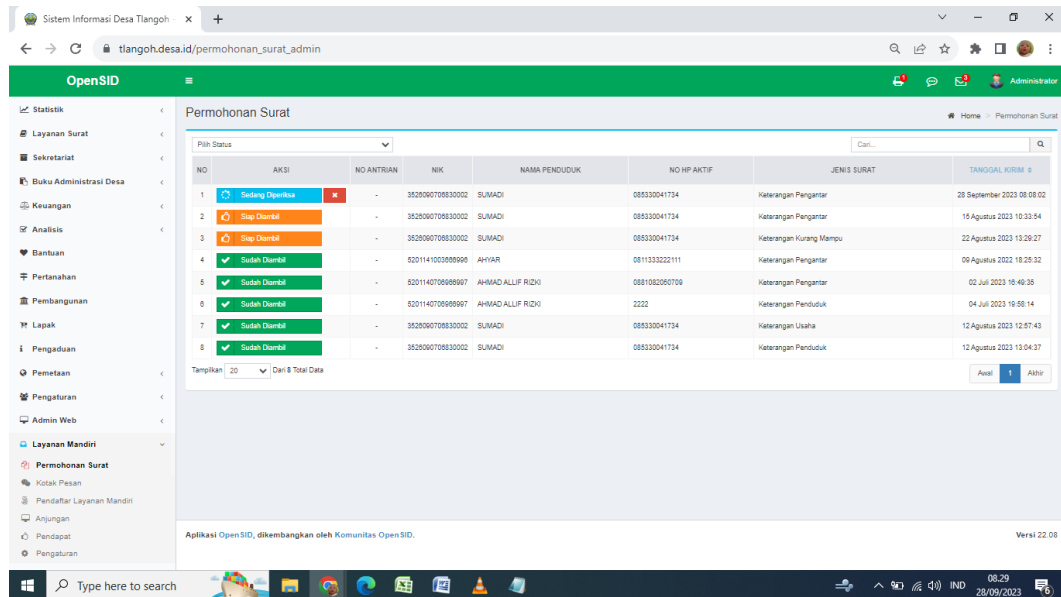 Sistem Informasi Desa Tlangoh
tlangoh.desa.id/permohonan_surat_admin
OpenSID
1
3
Administrator
Statistik
Layanan Surat
Sekretariat
Buku Administrasi Desa
Keuangan
Analisis
Bantuan
Pertanahan
Pembangunan
Lapak
Pengaduan
Pemetaan
Pengaturan
Admin Web
Layanan Mandiri
Permohonan Surat
Kotak Pesan
Pendaftar Layanan Mandiri
Anjungan
Pendapat
Pengaturan
Permohonan Surat
Home > Permohonan Surat
Pilih Status
Cari...
NO AKSI NO ANTRIAN NIK NAMA PENDUDUK NO HP AKTIF JENIS SURAT TANGGAL KIRIM
1 Sedang Diperiksa - 3526090706830002 SUMADI 085330041734 Keterangan Pengantar 28 September 2023 08:08:02
2 Siap Diambil - 3526090706830002 SUMADI 085330041734 Keterangan Pengantar 15 Agustus 2023 10:33:54
3 Siap Diambil - 3526090706830002 SUMADI 085330041734 Keterangan Kurang Mampu 22 Agustus 2023 13:29:27
4 Sudah Diambil - 5201141003666996 AHYAR 0811333222111 Keterangan Pengantar 09 Agustus 2022 18:25:32
5 Sudah Diambil - 5201140706966997 AHMAD ALLIF RIZKI 0881082050709 Keterangan Pengantar 02 Juli 2023 16:49:35
6 Sudah Diambil - 5201140706966997 AHMAD ALLIF RIZKI 2222 Keterangan Penduduk 04 Juli 2023 19:58:14
7 Sudah Diambil - 3526090706830002 SUMADI 085330041734 Keterangan Usaha 12 Agustus 2023 12:57:43
8 Sudah Diambil - 3526090706830002 SUMADI 085330041734 Keterangan Penduduk 12 Agustus 2023 13:04:37
Tampilkan 20 Dari 8 Total Data
Awal 1 Akhir
Aplikasi OpenSID, dikembangkan oleh Komunitas OpenSID.
Versi 22.08
Type here to search
IND
08.29
28/09/2023
6